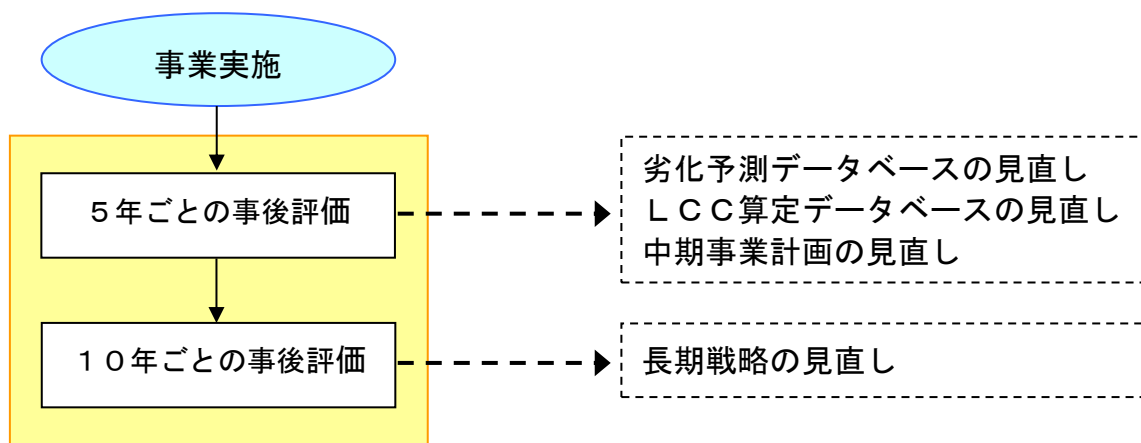 事業実施
５年ごとの事後評価
劣化予測データベースの見直し
ＬＣＣ算定データベースの見直し
中期事業計画の見直し
１０年ごとの事後評価
長期戦略の見直し